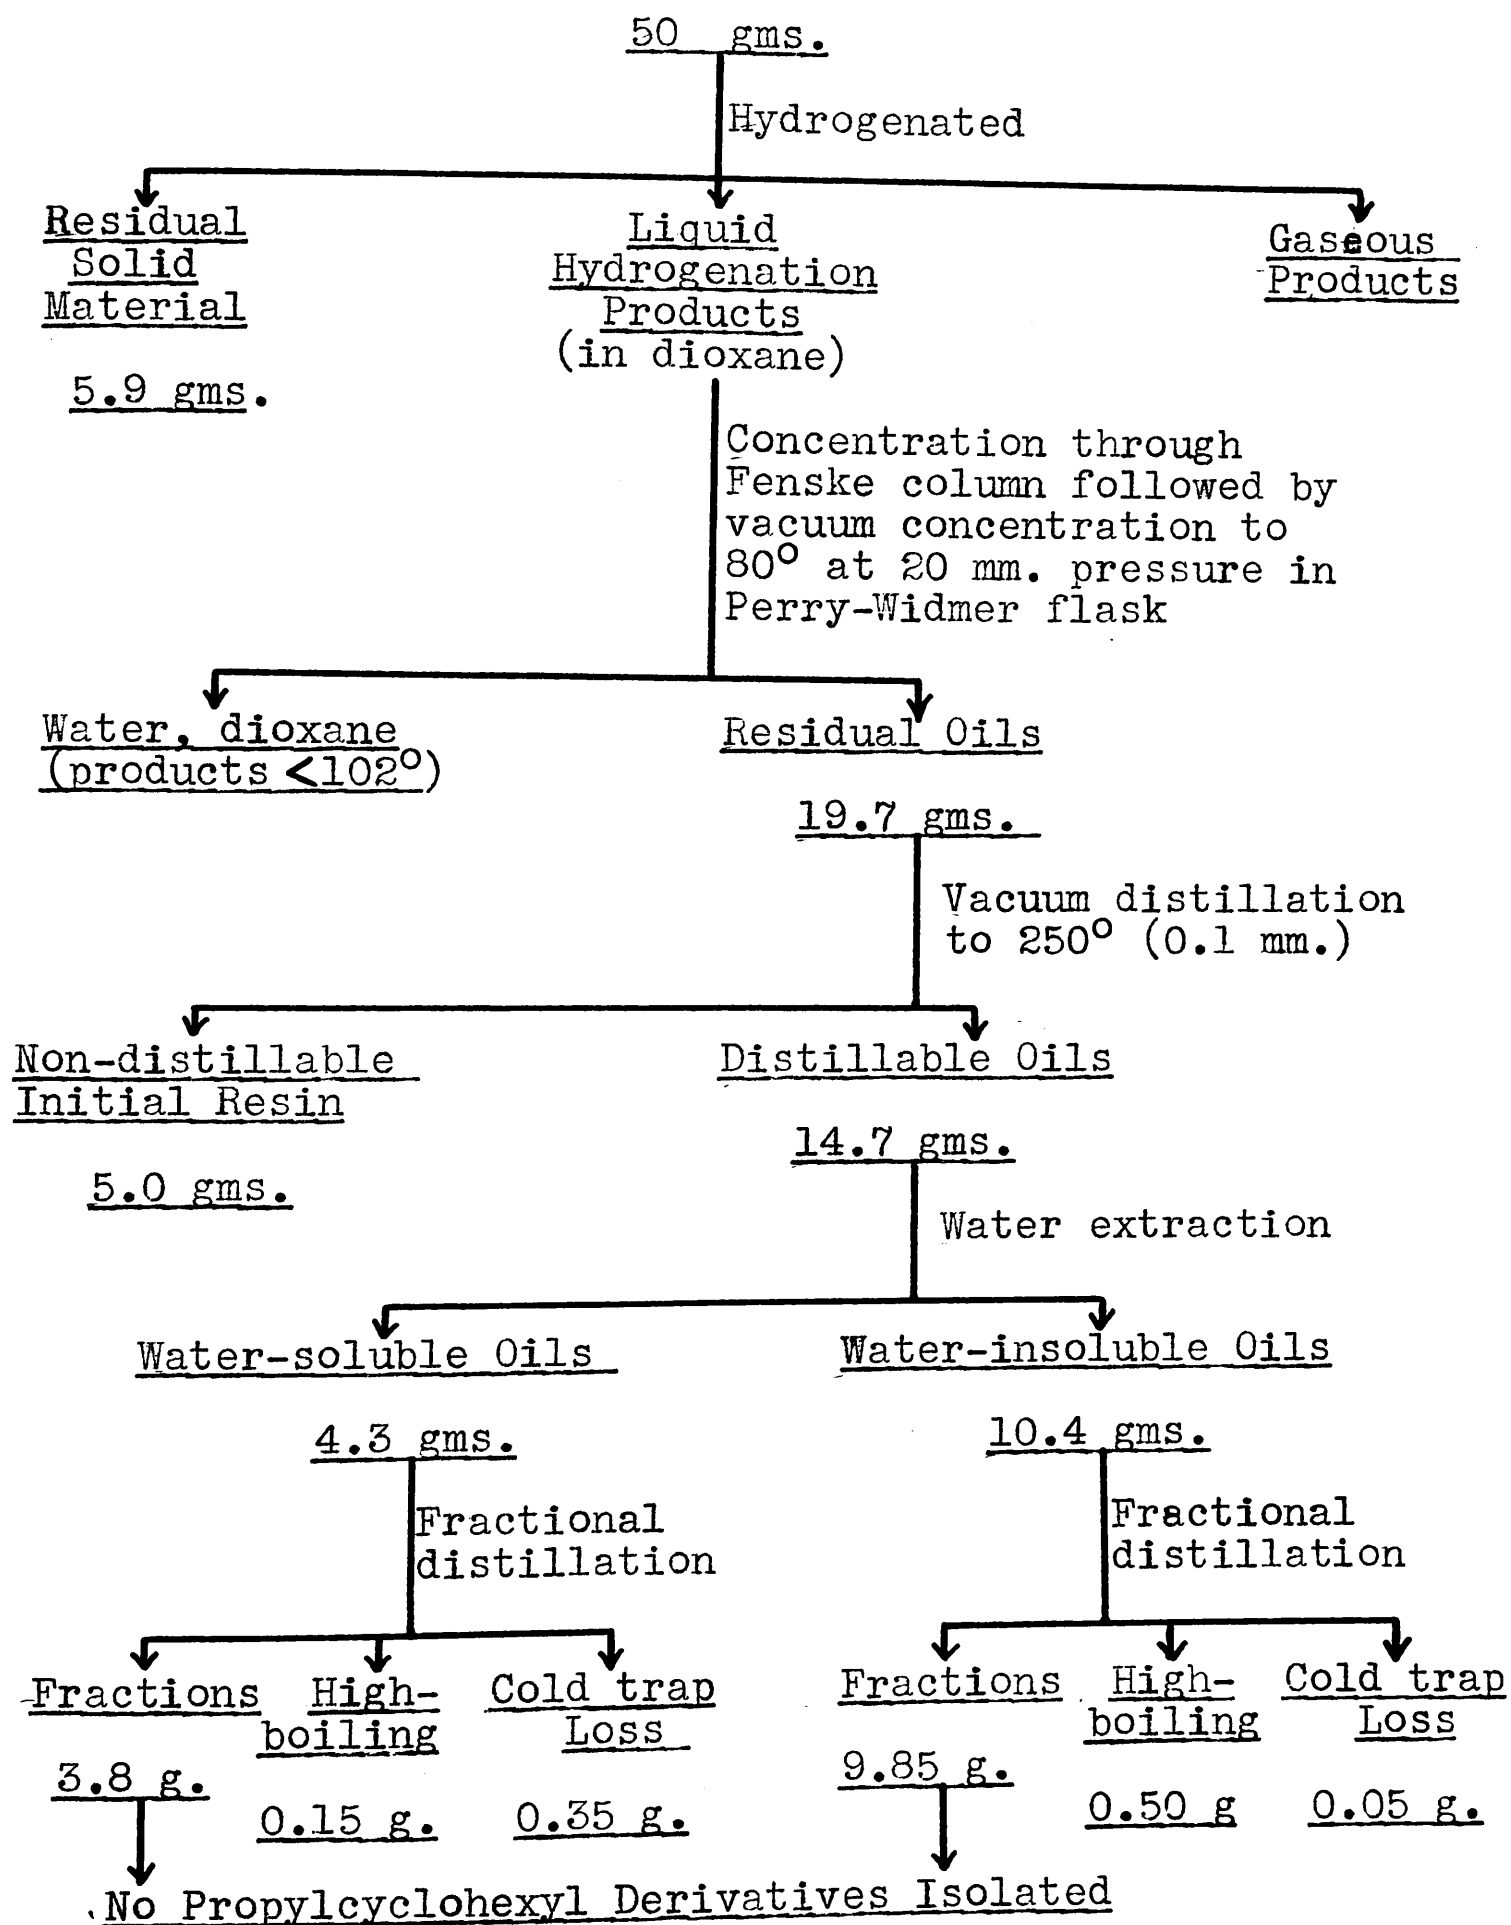 50 gms.
Hydrogenated
Residual
Solid
Material
5.9 gms.
Liquid
Hydrogenation
Products
(in dioxane)
Gaseous
Products
Concentration through
Fenske column followed by
vacuum concentration to
80° at 20 mm. pressure in
Perry-Widmer flask
Water, dioxane
(products <102°)
Residual Oils
19.7 gms.
Vacuum distillation
to 250° (0.1 mm.)
Non-distillable
Initial Resin
5.0 gms.
Distillable Oils
14.7 gms.
Water extraction
Water-soluble Oils
4.3 gms.
Water-insoluble Oils
10.4 gms.
Fractional
distillation
Fractional
distillation
Fractions
3.8 g.
High-
boiling
0.15 g.
Cold trap
Loss
0.35 g.
Fractions
9.85 g.
High-
boiling
0.50 g
Cold trap
Loss
0.05 g.
No Propylcyclohexyl Derivatives Isolated